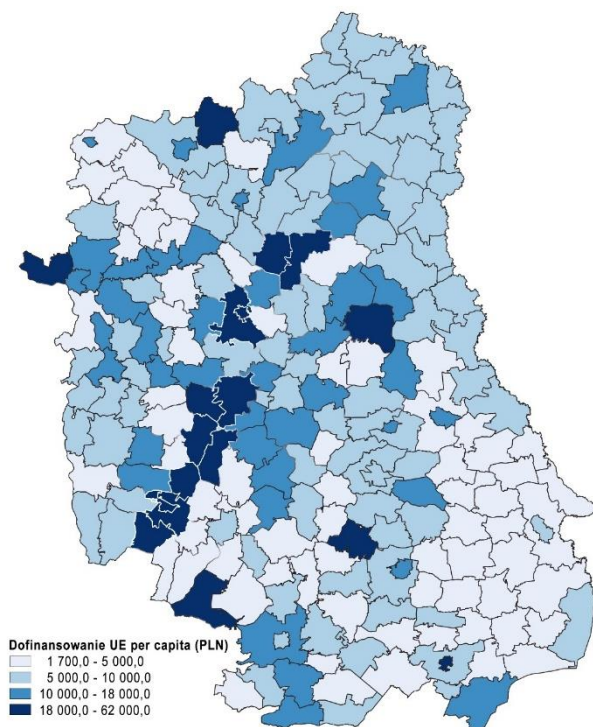 Dofinansowanie UE per capita (PLN)
1 700,0 - 5 000,0
5 000,0 - 10 000,0
10 000,0 - 18 000,0
18 000,0 - 62 000,0